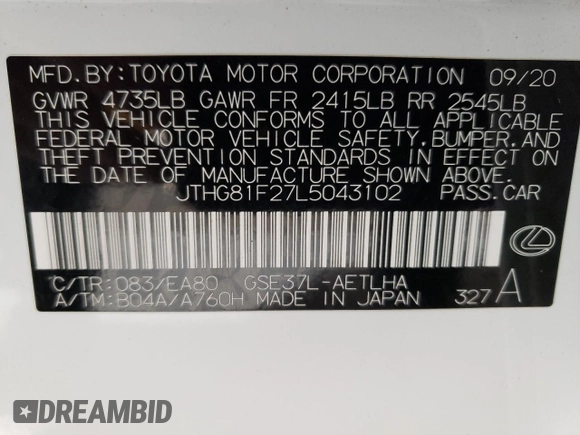 MFD.BY:TOYOTA MOTOR CORPORATION 09/20
GVWR 4735LB GAWR FR 2415LB RR 2545LB
THIS VEHICLE CONFORMS TO ALL APPLICABLE
FEDERAL MOTOR VEHICLE SAFETY,BUMPER,AND
THEFT PREVENTION STANDARDS IN EFFECT ON
THE DATE OF MANUFACTURE SHOWN ABOVE.
JTHG81F27L5043102 PASS.CAR
C/TR:083/EA80 GSE37L-AETLHA
A/TM:B04A/A760H MADE IN JAPAN 327A
DREAMBID